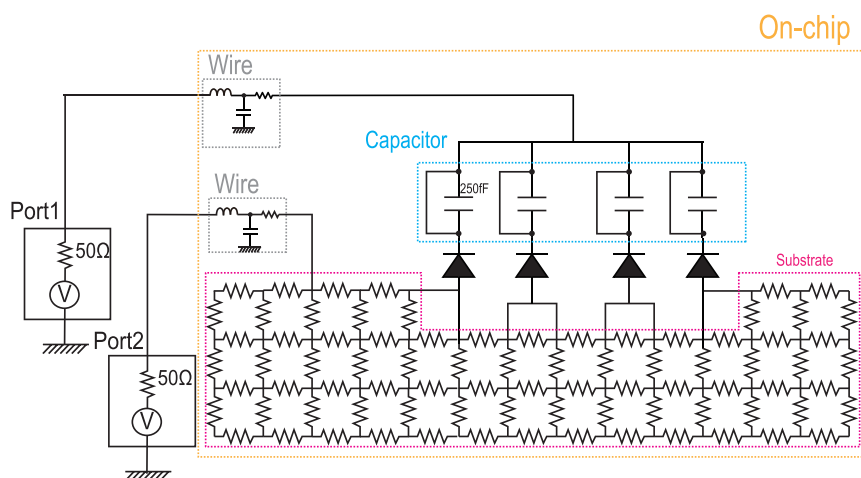 On-chip
Wire
Capacitor
250fF
Wire
Port1
50Ω
V
Substrate
Port2
50Ω
V